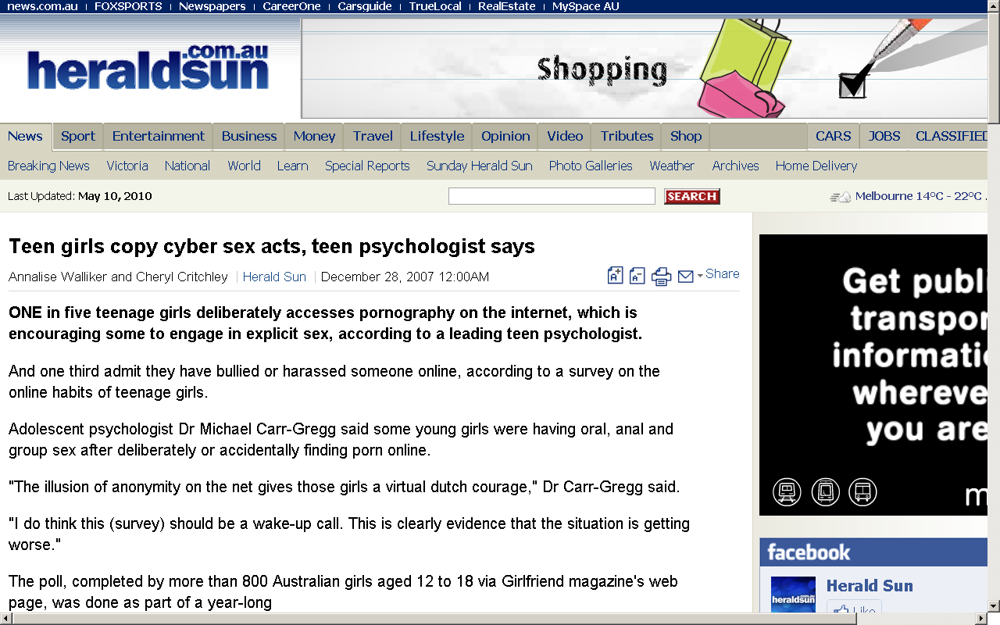 news.com.au | FOXSPORTS | Newspapers | CareerOne | Carsguide | TrueLocal | RealEstate | MySpace AU
heraldsun.com.au
Shopping
News Sport Entertainment Business Money Travel Lifestyle Opinion Video Tributes Shop CARS JOBS CLASSIFIED
Breaking News Victoria National World Learn Special Reports Sunday Herald Sun Photo Galleries Weather Archives Home Delivery
Last Updated: May 10, 2010 SEARCH Melbourne 14°C - 22°C .
Teen girls copy cyber sex acts, teen psychologist says
Annalise Walliker and Cheryl Critchley | Herald Sun | December 28, 2007 12:00AM A+ A- Share
ONE in five teenage girls deliberately accesses pornography on the internet, which is
encouraging some to engage in explicit sex, according to a leading teen psychologist.
And one third admit they have bullied or harassed someone online, according to a survey on the
online habits of teenage girls.
Adolescent psychologist Dr Michael Carr-Gregg said some young girls were having oral, anal and
group sex after deliberately or accidentally finding porn online.
"The illusion of anonymity on the net gives those girls a virtual dutch courage," Dr Carr-Gregg said.
"I do think this (survey) should be a wake-up call. This is clearly evidence that the situation is getting
worse."
The poll, completed by more than 800 Australian girls aged 12 to 18 via Girlfriend magazine's web
page, was done as part of a year-long
Get publi
transpor
informati
wherever
you are
m
facebook
heraldsun.com.au
Herald Sun
Like